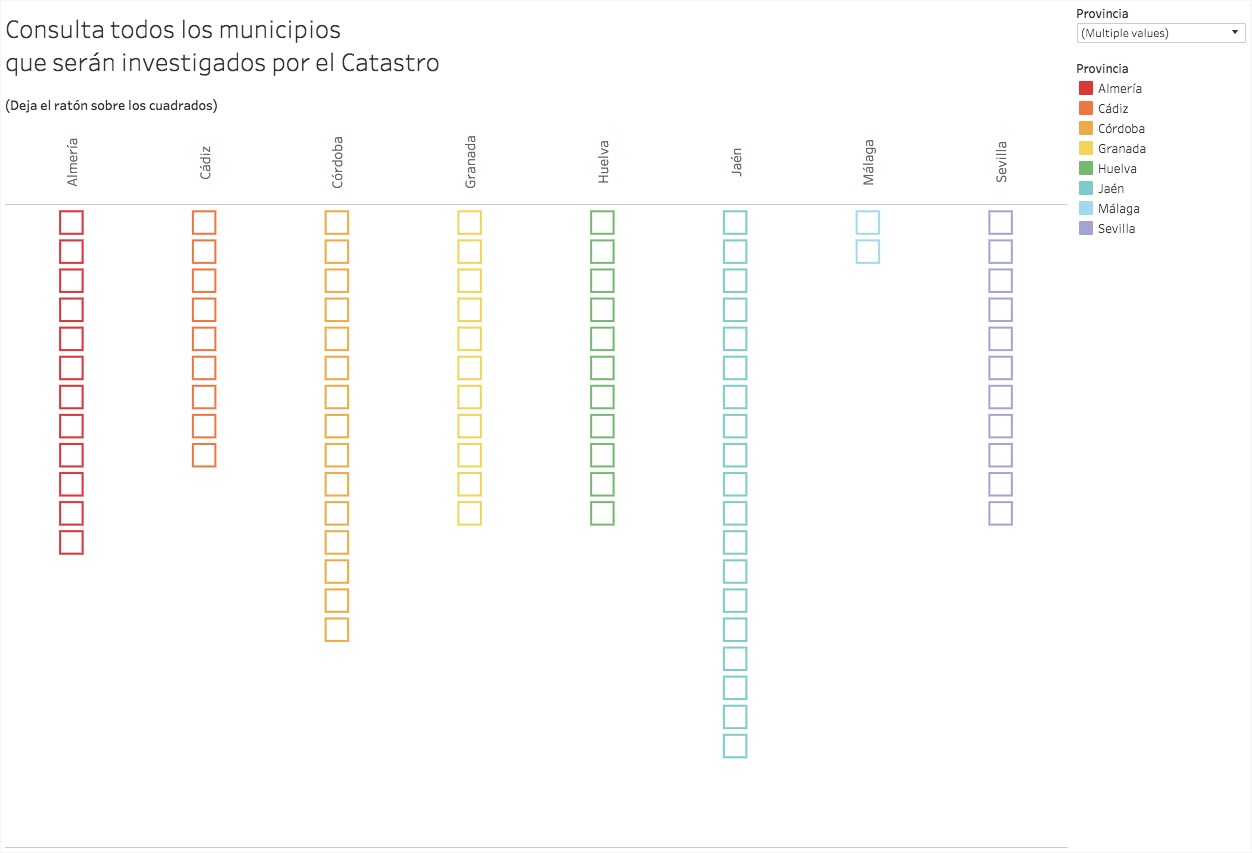 Consulta todos los municipios
que serán investigados por el Catastro
(Deja el ratón sobre los cuadrados)
Almería
Cádiz
Córdoba
Granada
Huelva
Jaén
Málaga
Sevilla
Provincia
(Multiple values)
Provincia
Almería
Cádiz
Córdoba
Granada
Huelva
Jaén
Málaga
Sevilla